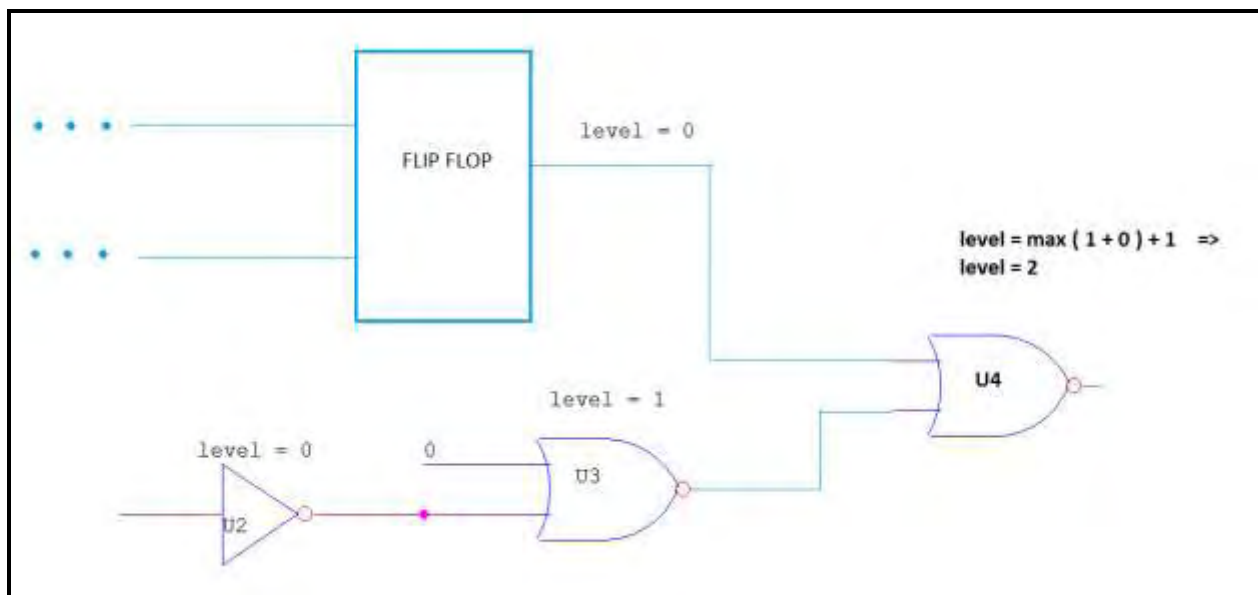 level = 0
FLIP FLOP
level = max ( 1 + 0 ) + 1 =>
level = 2
U4
level = 1
level = 0
0
U3
U2